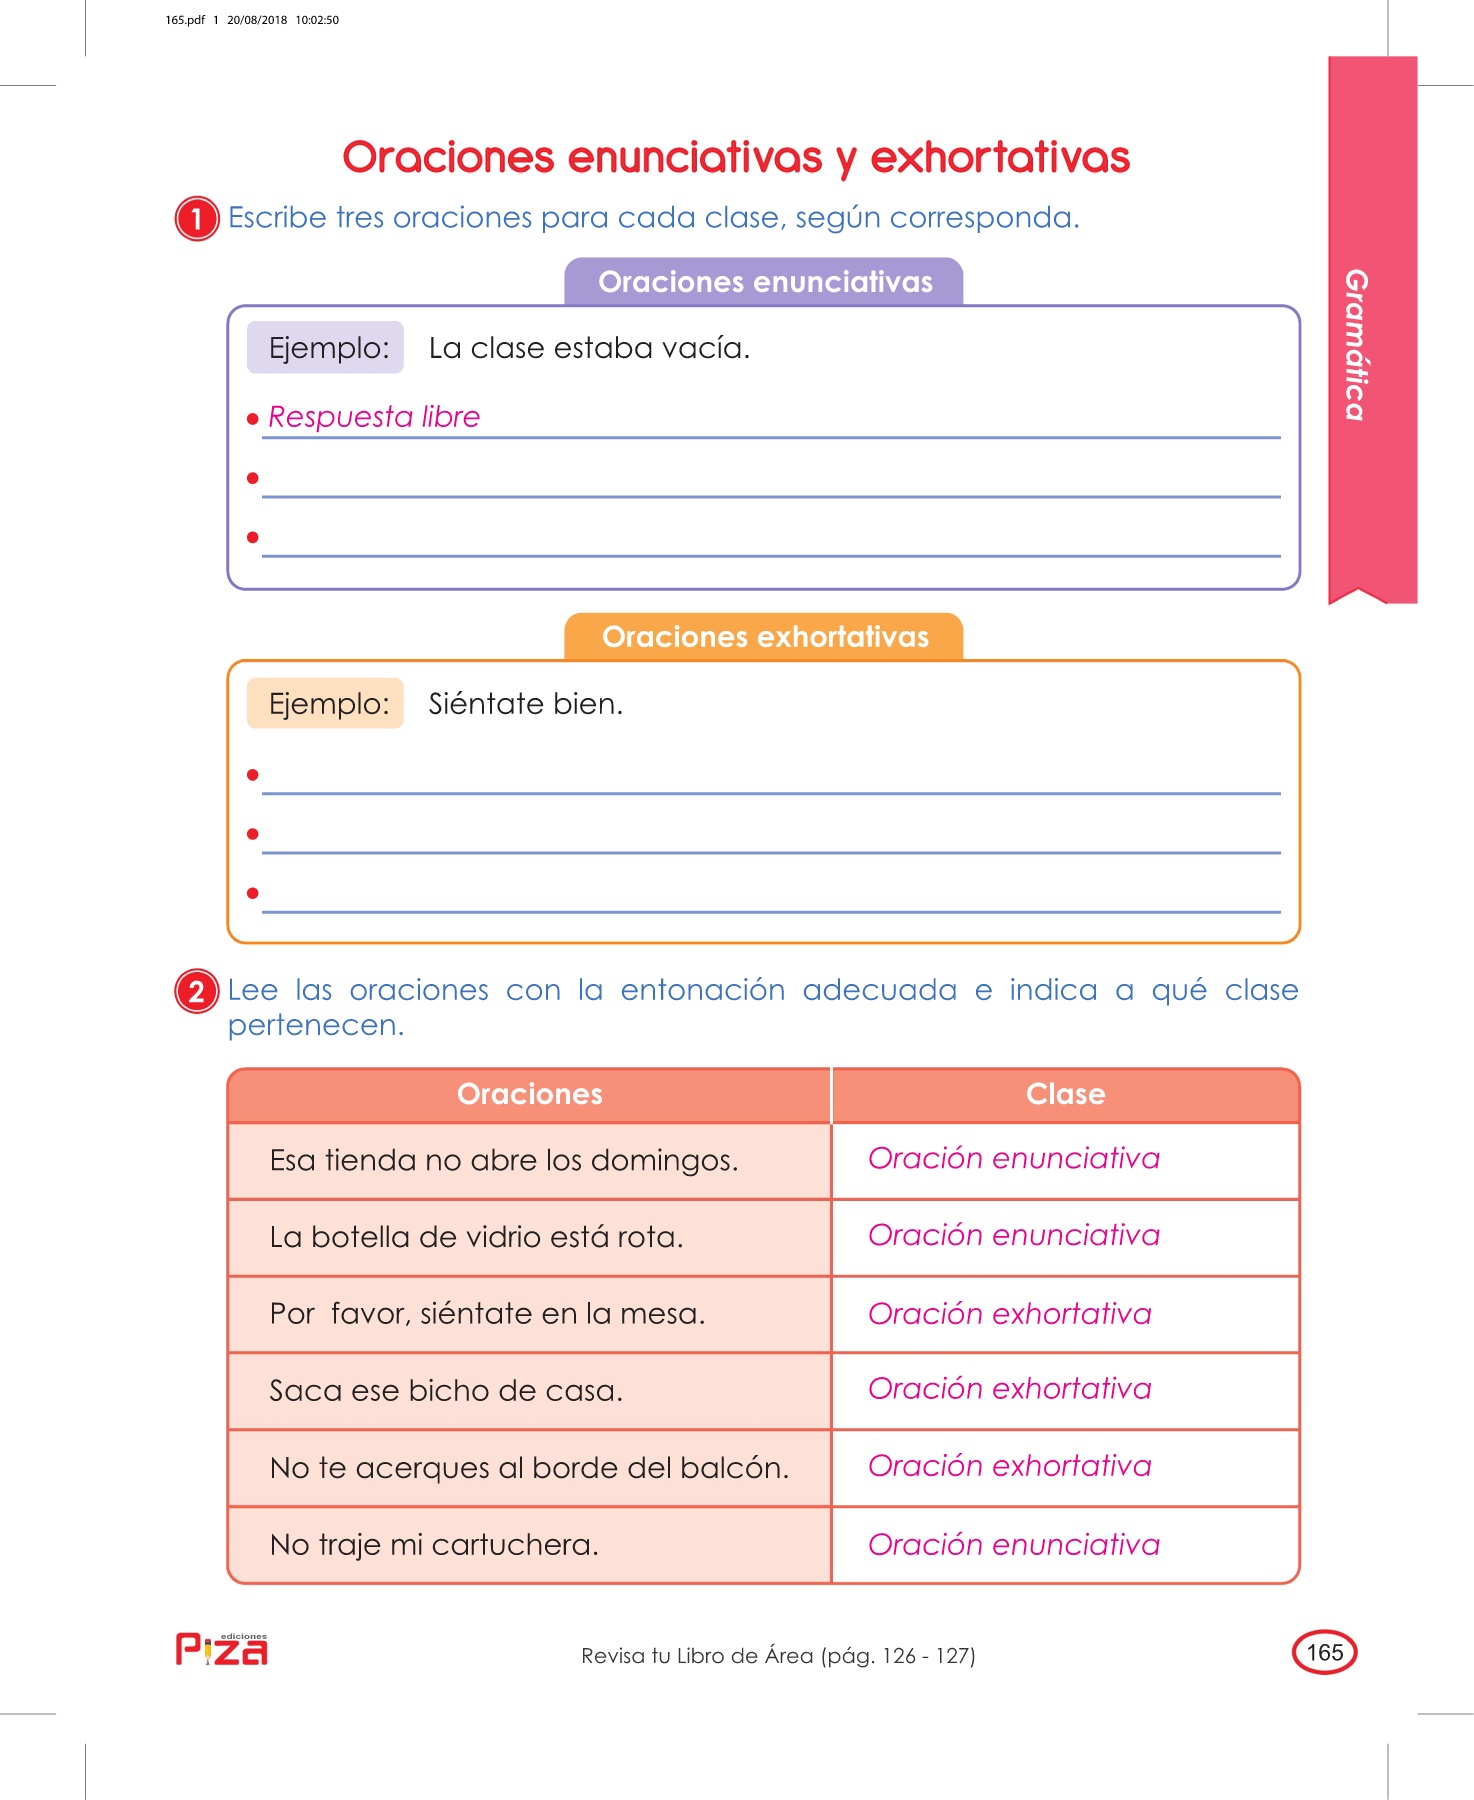 165.pdf 1 20/08/2018 10:02:50
Oraciones enunciativas y exhortativas
1 Escribe tres oraciones para cada clase, según corresponda.
Oraciones enunciativas
Ejemplo: La clase estaba vacía.
• Respuesta libre
•
•
Oraciones exhortativas
Ejemplo: Siéntate bien.
•
•
•
Gramática
2 Lee las oraciones con la entonación adecuada e indica a qué clase
pertenecen.
Oraciones Clase
Esa tienda no abre los domingos. Oración enunciativa
La botella de vidrio está rota. Oración enunciativa
Por favor, siéntate en la mesa. Oración exhortativa
Saca ese bicho de casa. Oración exhortativa
No te acerques al borde del balcón. Oración exhortativa
No traje mi cartuchera. Oración enunciativa
ediciones
Piza
Revisa tu Libro de Área (pág. 126 - 127)
165